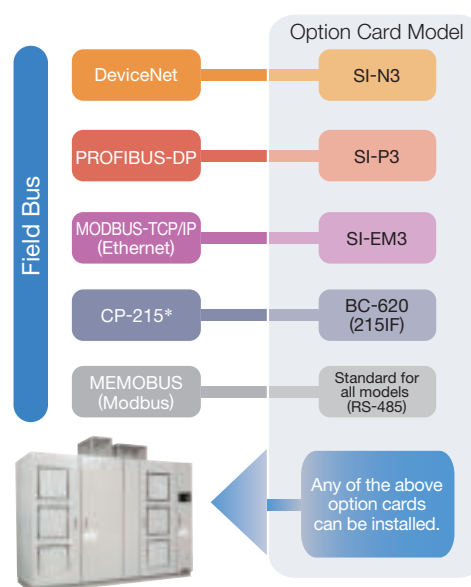 Option Card Model
Field Bus
DeviceNet
SI-N3
PROFIBUS-DP
SI-P3
MODBUS-TCP/IP
(Ethernet)
SI-EM3
CP-215*
BC-620
(215IF)
MEMOBUS
(Modbus)
Standard for
all models
(RS-485)
Any of the above
option cards
can be installed.